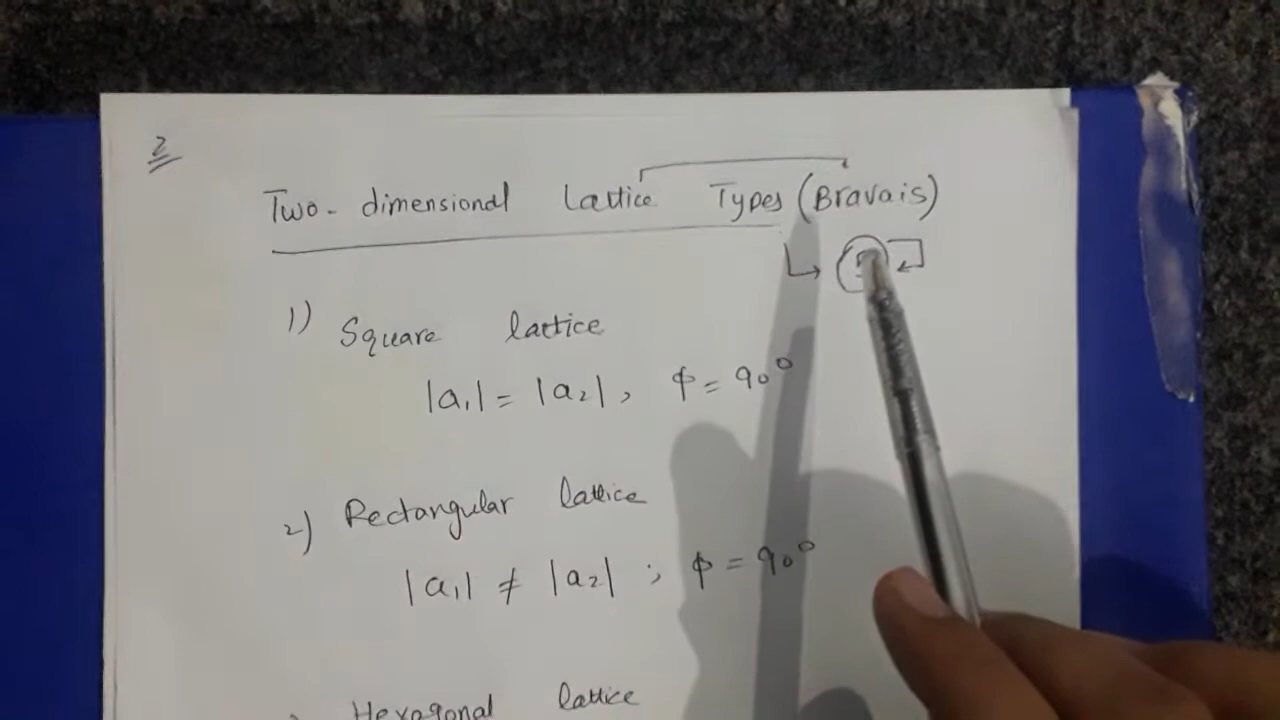 2
Two-dimensional Lattice Types (Bravais)
1) Square lattice
|a₁| = |a₂|, φ = 90°
2) Rectangular lattice
|a₁| ≠ |a₂| ; φ = 90°
Hexagonal lattice